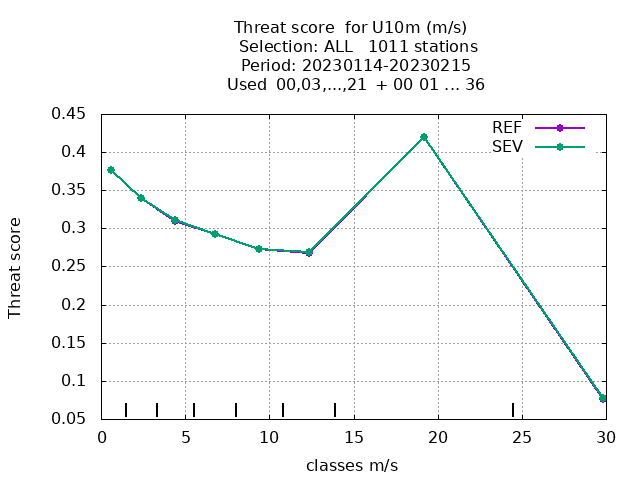 Threat score  for U10m (m/s)
Selection: ALL   1011 stations
Period: 20230114-20230215
Used  00,03,...,21  + 00 01 ... 36
0.45
0.4
0.35
0.3
0.25
0.2
0.15
0.1
0.05
Threat score
REF
SEV
0 5 10 15 20 25 30
classes m/s